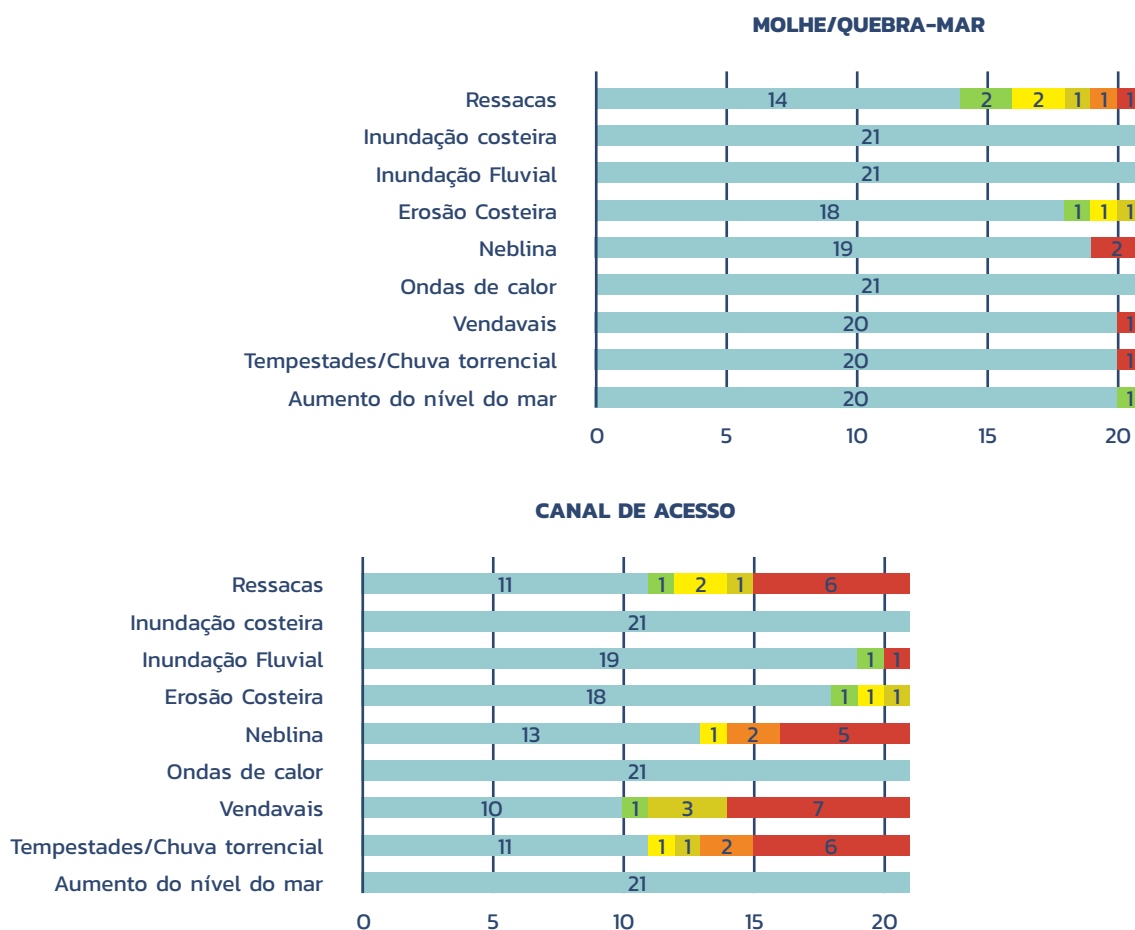 MOLHE/QUEBRA-MAR
Ressacas 14 2 2 1 1 1
Inundação costeira 21
Inundação Fluvial 21
Erosão Costeira 18 1 1 1
Neblina 19 2
Ondas de calor 21
Vendavais 20 1
Tempestades/Chuva torrencial 20 1
Aumento do nível do mar 20 1
0 5 10 15 20
CANAL DE ACESSO
Ressacas 11 1 2 1 6
Inundação costeira 21
Inundação Fluvial 19 1 1
Erosão Costeira 18 1 1 1
Neblina 13 1 2 5
Ondas de calor 21
Vendavais 10 1 3 7
Tempestades/Chuva torrencial 11 1 1 2 6
Aumento do nível do mar 21
0 5 10 15 20